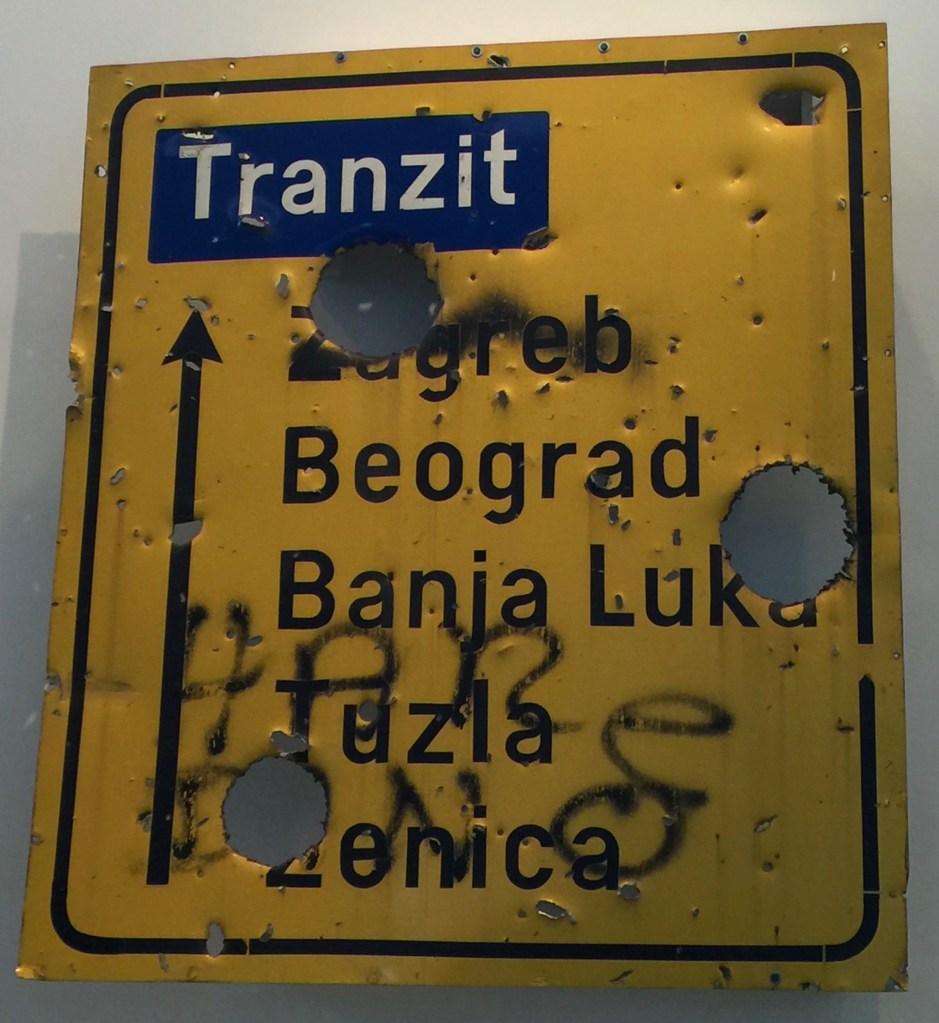 Tranzit
Zagreb
Beograd
Banja Luka
Tuzla
Zenica